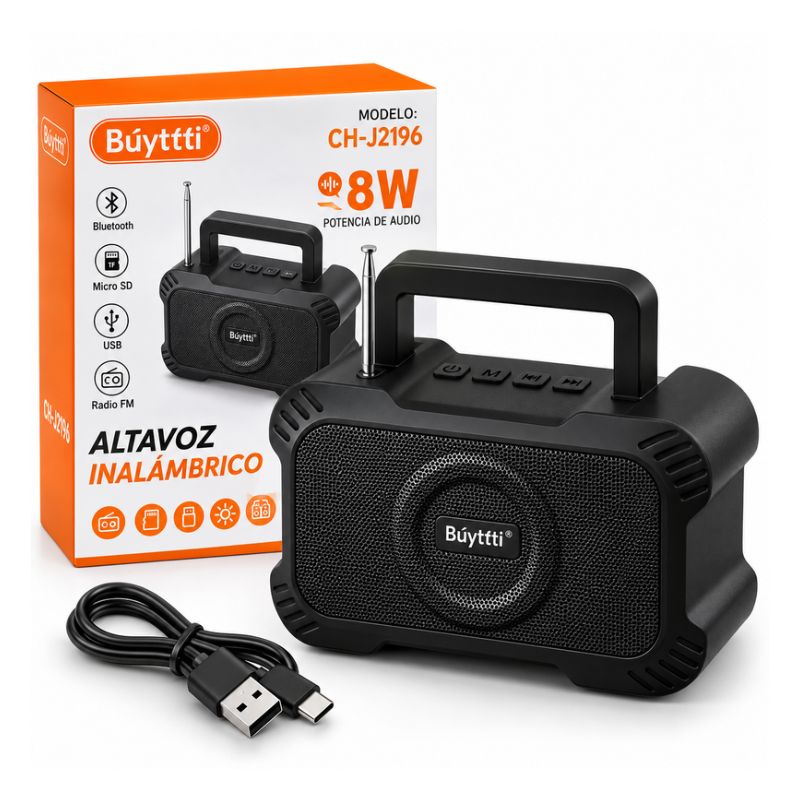 Búyttti®
Búyttti®
MODELO:
CH-J2196
8W
POTENCIA DE AUDIO
Bluetooth
TF
Micro SD
USB
Radio FM
Búyttti®
CH-J2196
ALTAVOZ
INALÁMBRICO
M
Búyttti®